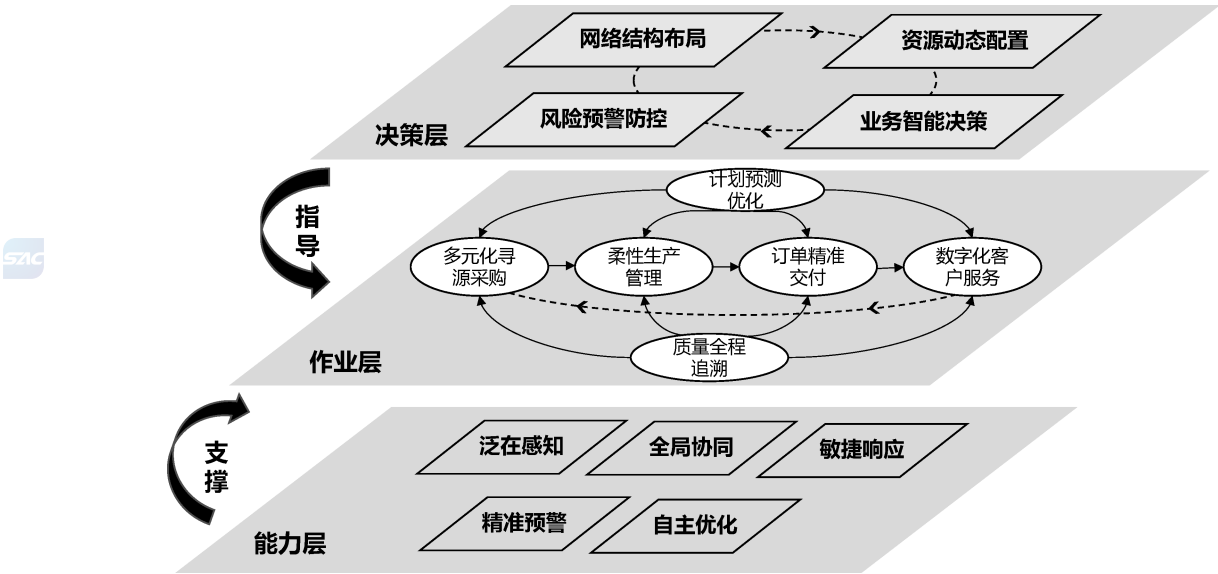 网络结构布局
资源动态配置
风险预警防控
业务智能决策
决策层
指
导
计划预测
优化
多元化寻
源采购
柔性生产
管理
订单精准
交付
数字化客
户服务
质量全程
追溯
作业层
支
撑
泛在感知
全局协同
敏捷响应
精准预警
自主优化
能力层
SAC